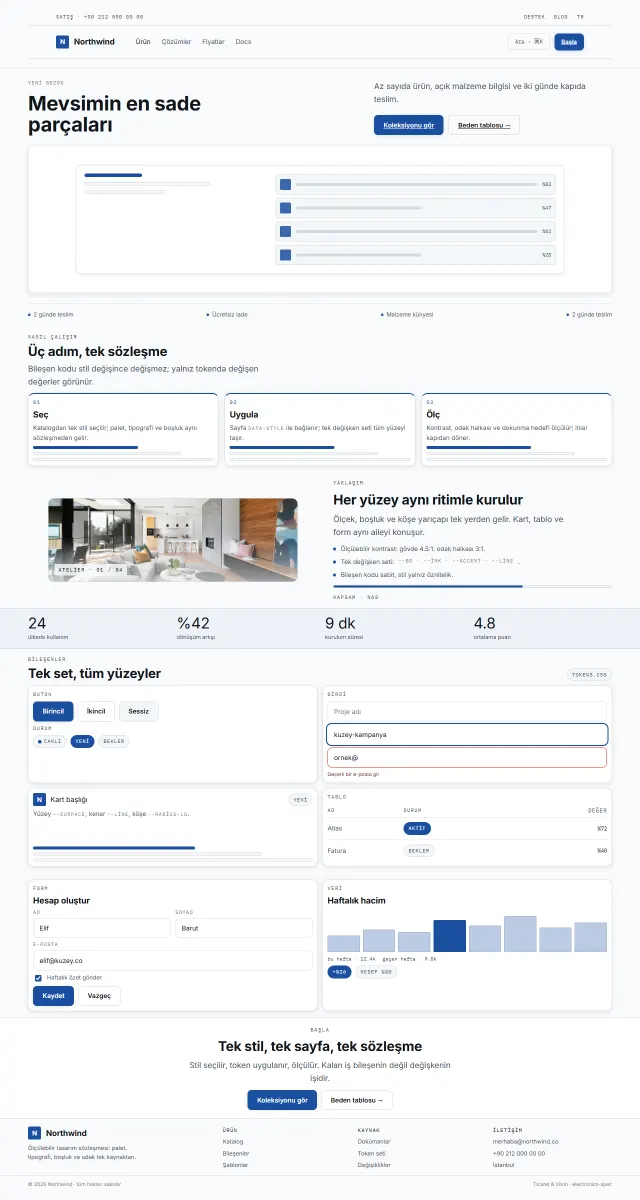 SATIŞ · +90 212 000 00 00
DESTEK BLOG TR
N Northwind Ürün Çözümler Fiyatlar Docs Ara · ⌘K Başla
YENİ SEZON
Mevsimin en sade
parçaları
Az sayıda ürün, açık malzeme bilgisi ve iki günde kapıda
teslim.
Koleksiyonu gör Beden tablosu →
%82
%47
%62
%28
2 günde teslim Ücretsiz iade Malzeme künyesi 2 günde teslim
NASIL ÇALIŞIR
Üç adım, tek sözleşme
Bileşen kodu stil değişince değişmez; yalnız tokenda değişen
değerler görünür.
01
Seç
Katalogdan tek stil seçilir; palet, tipografi ve boşluk aynı
sözleşmeden gelir.
02
Uygula
Sayfa DATA-STYLE ile bağlanır; tek değişken seti tüm yüzeyi
taşır.
03
Ölç
Kontrast, odak halkası ve dokunma hedefi ölçülür; ihlal
kapıdan döner.
ATELIER · 01 / 04
YAKLAŞIM
Her yüzey aynı ritimle kurulur
Ölçek, boşluk ve köşe yarıçapı tek yerden gelir. Kart, tablo ve
form aynı aileyi konuşur.
Ölçülebilir kontrast: gövde 4.5:1, odak halkası 3:1.
Tek değişken seti: --BG · --INK · --ACCENT · --LINE .
Bileşen kodu sabit, stil yalnız öznitelik.
KAPSAM · %68
24
ülkede kullanım
%42
dönüşüm artışı
9 dk
kurulum süresi
4.8
ortalama puan
BİLEŞENLER
Tek set, tüm yüzeyler
TOKENS.CSS
BUTON
Birincil İkincil Sessiz
DURUM
CANLI YENİ BEKLER
GİRDİ
Proje adı
kuzey-kampanya
ornek@
Geçerli bir e-posta gir
N Kart başlığı YENİ
Yüzey --SURFACE, kenar --LINE, köşe --RADIUS-LG.
TABLO
AD DURUM DEĞER
Atlas AKTİF %72
Fatura BEKLEM %40
FORM
Hesap oluştur
AD SOYAD
Elif Barut
E-POSTA
elif@kuzey.co
Haftalık özet gönder
Kaydet Vazgeç
VERİ
Haftalık hacim
bu hafta · 12.4k geçen hafta · 9.8k
+%26 HEDEF %80
BAŞLA
Tek stil, tek sayfa, tek sözleşme
Stil seçilir, token uygulanır, ölçülür. Kalan iş bileşenin değil değişkenin
işidir.
Koleksiyonu gör Beden tablosu →
N Northwind
Ölçülebilir tasarım sözleşmesi: palet,
tipografi, boşluk ve odak tek kaynaktan.
ÜRÜN
Katalog
Bileşenler
Şablonlar
KAYNAK
Dokümanlar
Token seti
Değişiklikler
İLETİŞİM
merhaba@northwind.co
+90 212 000 00 00
İstanbul
© 2026 Northwind · tüm hakları saklıdır
Ticaret & Vitrin · electronics-spec